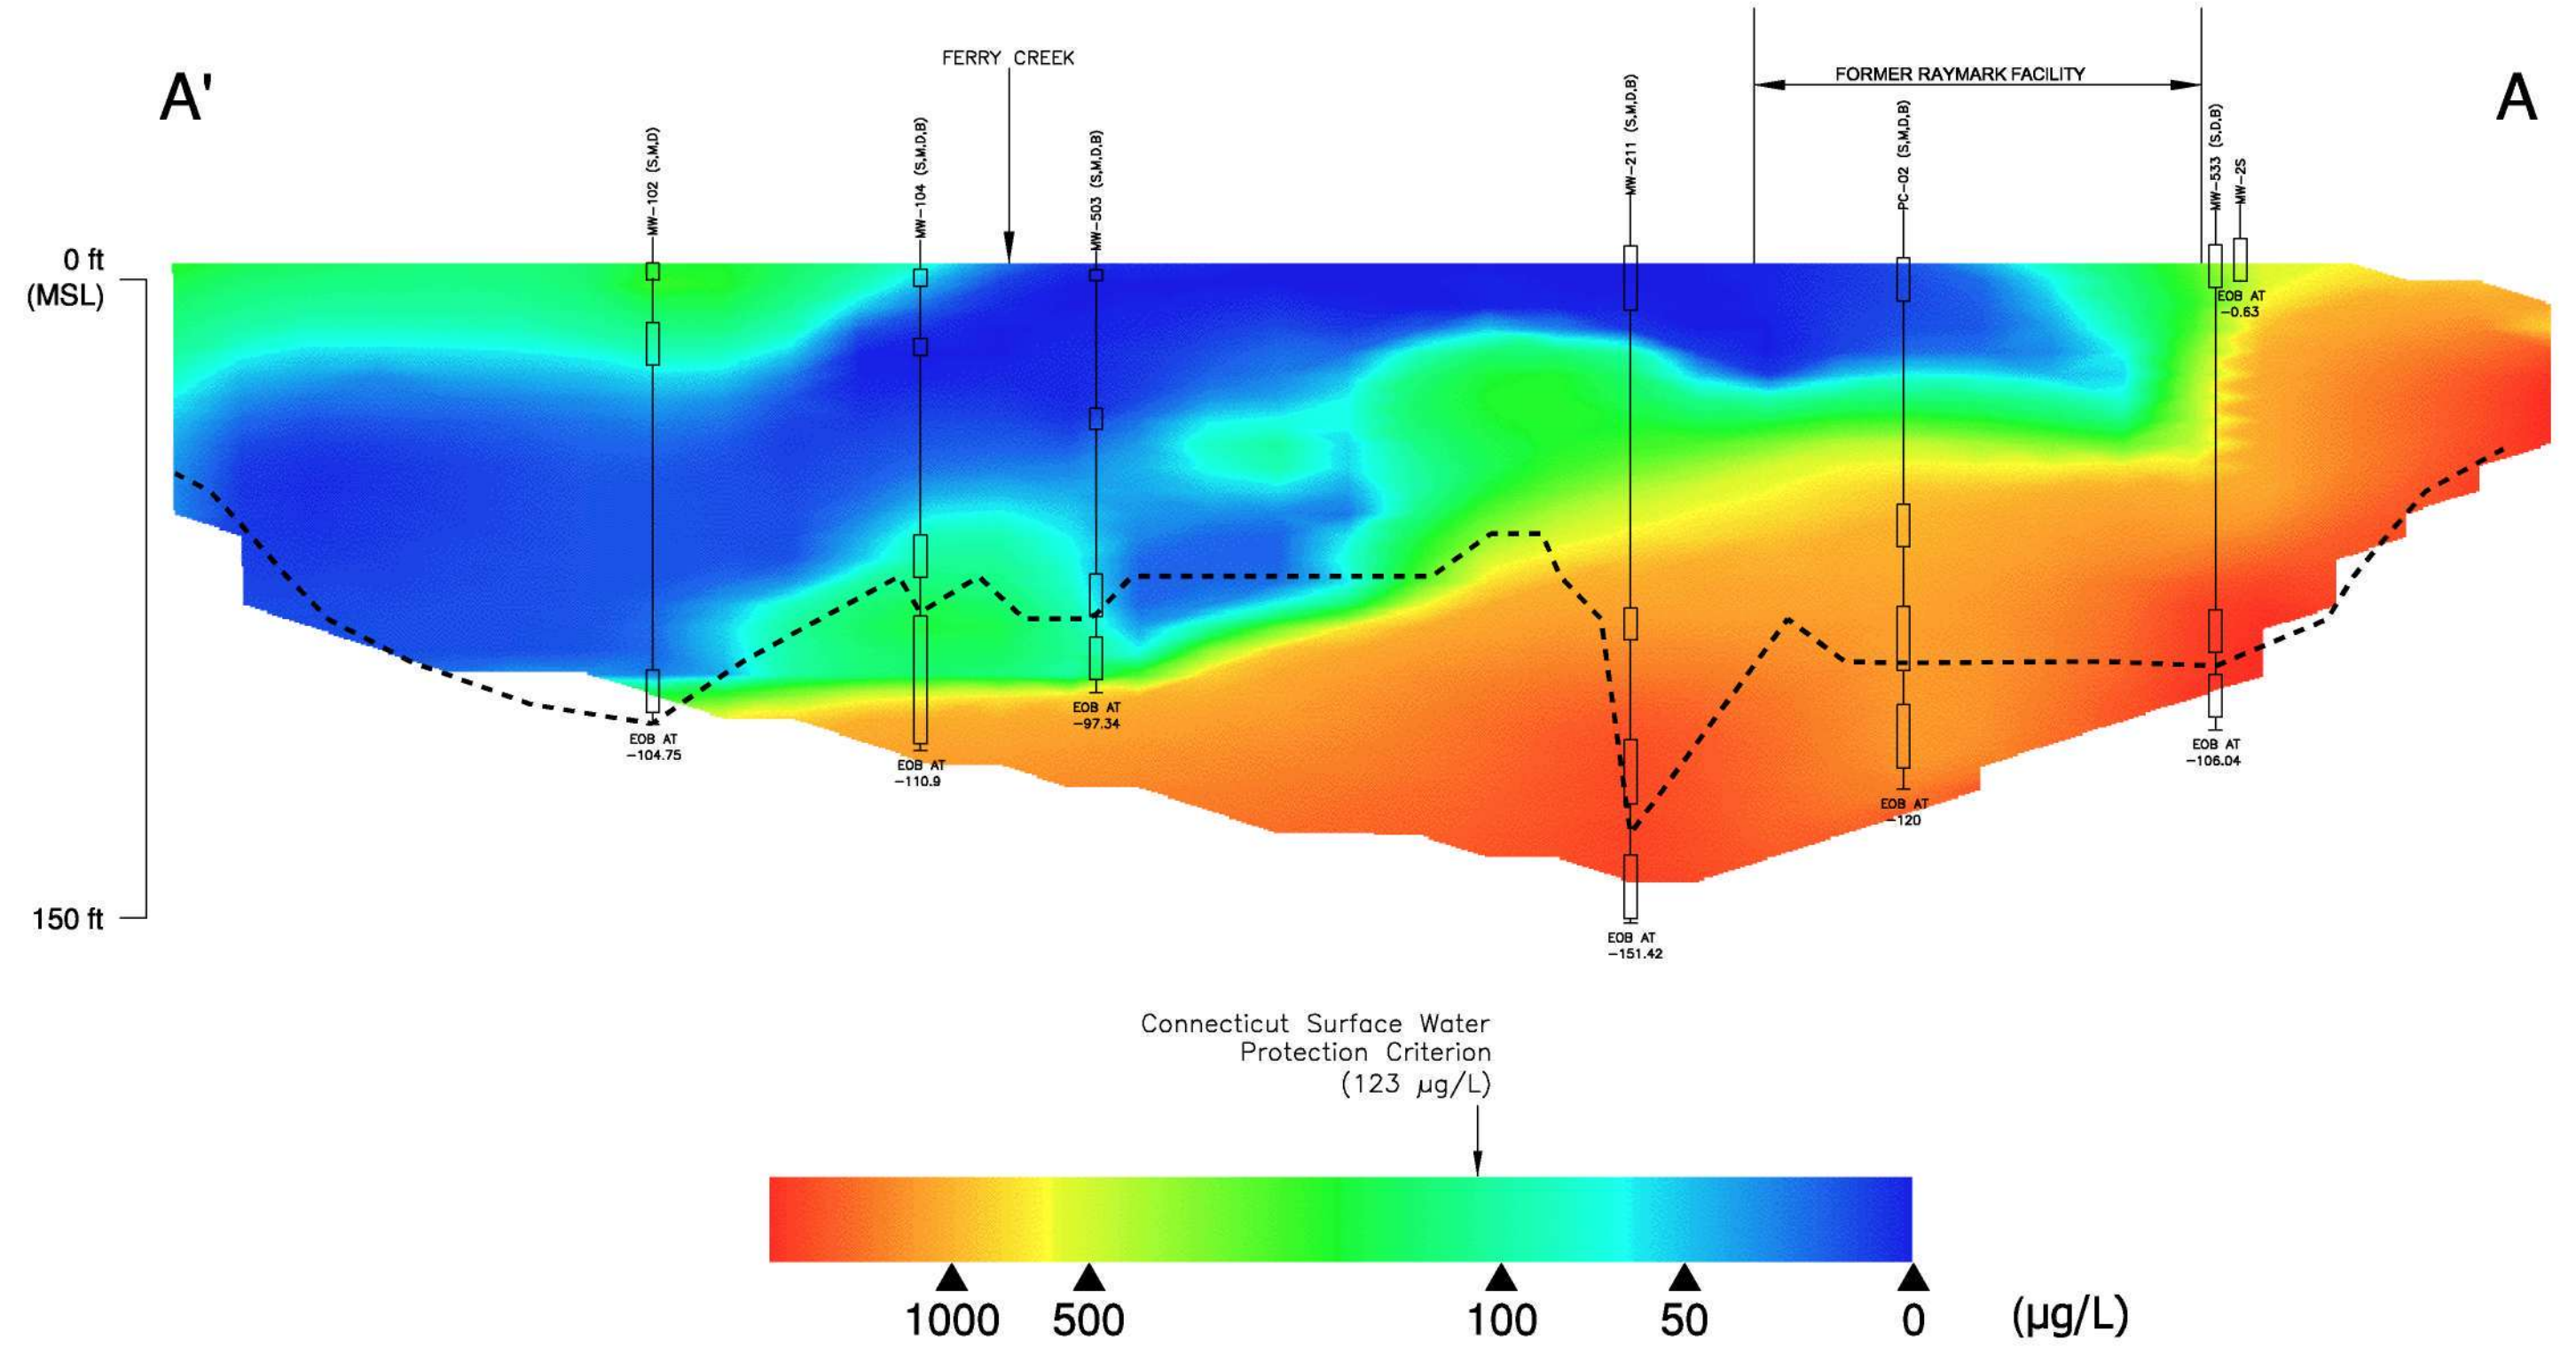 FERRY CREEK
FORMER RAYMARK FACILITY
A'
A
MW-102 (S,M,D)
MW-104 (S,M,D,B)
MW-503 (S,M,D,B)
MW-211 (S,M,D,B)
PC-02 (S,M,D,B)
MW-533 (S,D,B)
MW-2S
0 ft
(MSL)
150 ft
EOB AT
-0.63
EOB AT
-104.75
EOB AT
-110.9
EOB AT
-97.34
EOB AT
-151.42
EOB AT
-120
EOB AT
-106.04
Connecticut Surface Water
Protection Criterion
(123 µg/L)
1000 500 100 50 0 (µg/L)